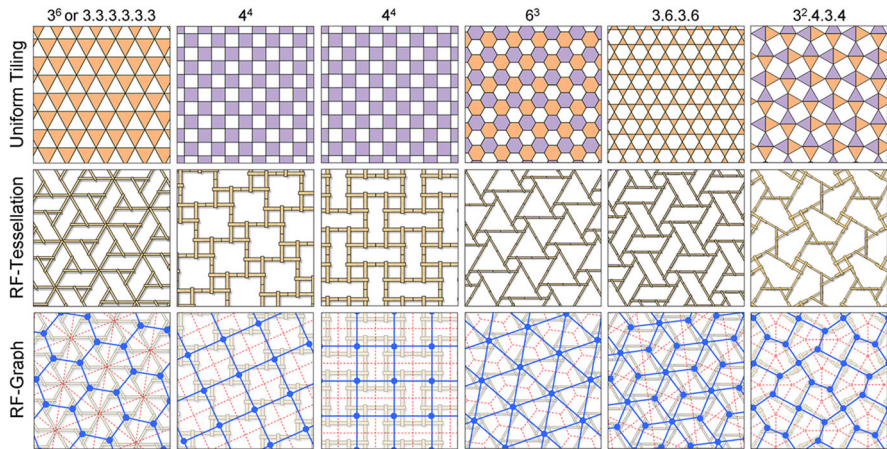 3⁶ or 3.3.3.3.3.3.3 4⁴ 4⁴ 6³ 3.6.3.6 3².4.3.4
Uniform Tiling
RF-Tessellation
RF-Graph